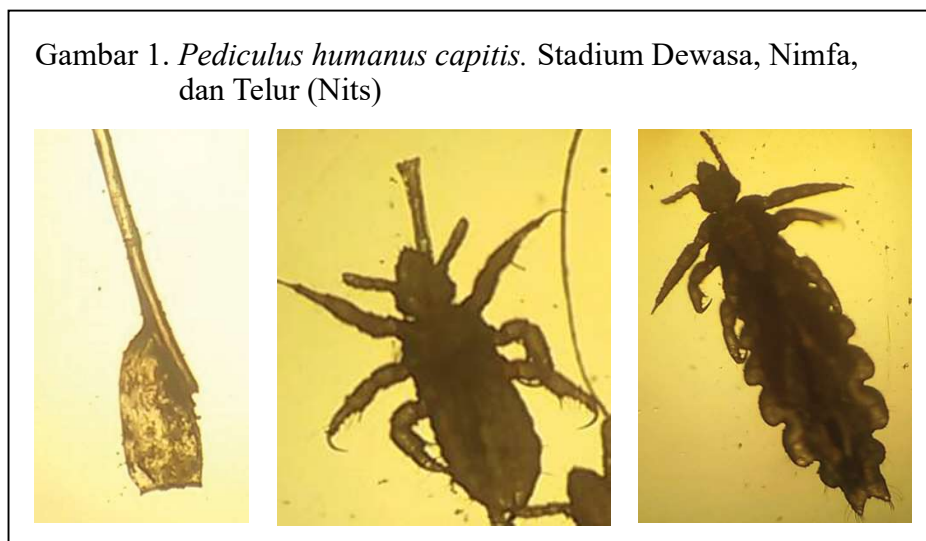 Gambar 1. Pediculus humanus capitis. Stadium Dewasa, Nimfa,
dan Telur (Nits)